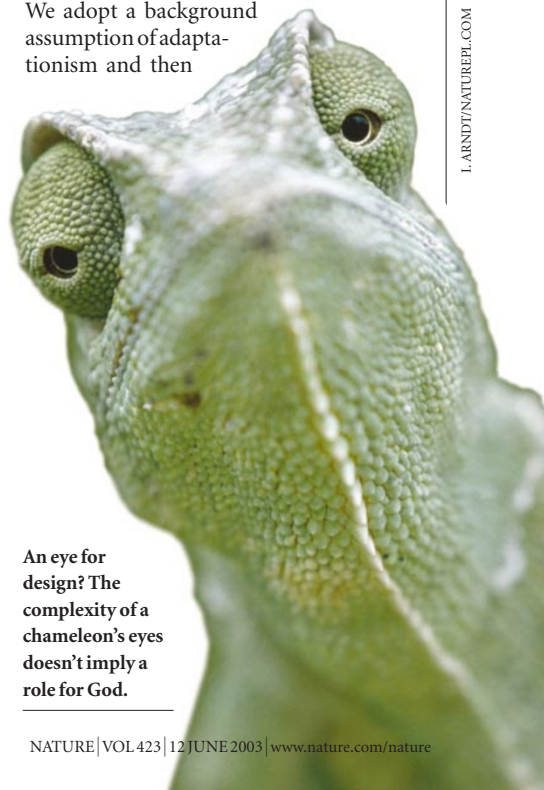 We adopt a background
assumption of adapta-
tionism and then
I. ARNDT/NATUREPL.COM
An eye for
design? The
complexity of a
chameleon's eyes
doesn't imply a
role for God.
NATURE | VOL 423 | 12 JUNE 2003 | www.nature.com/nature